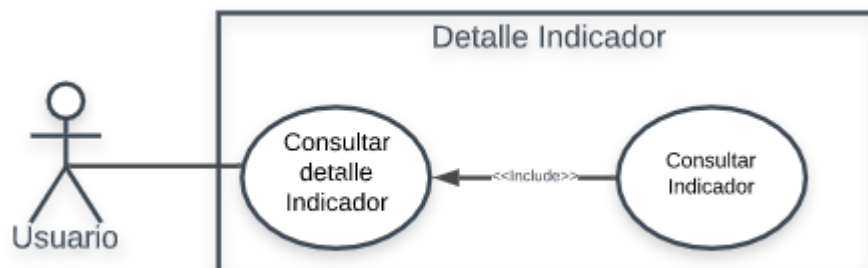 Detalle Indicador
Consultar
detalle
Indicador
<<Include>>
Consultar
Indicador
Usuario